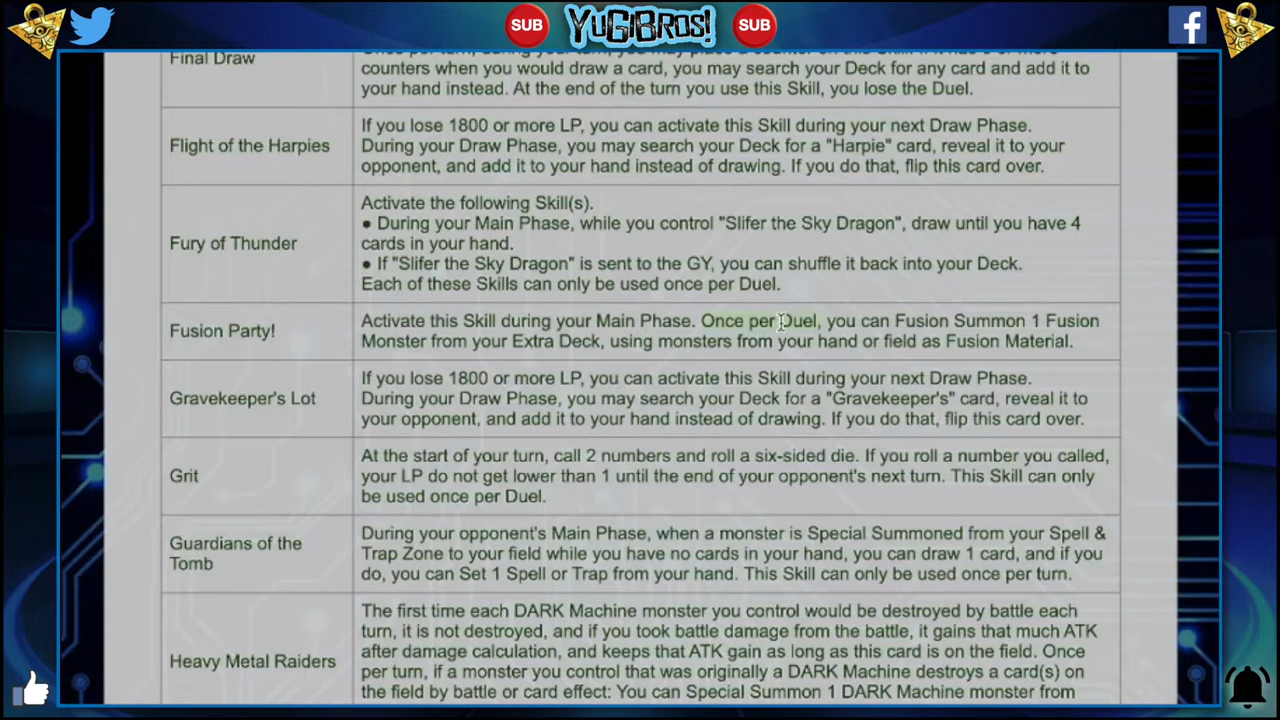 SUB
YuGiBros!
SUB
Final Draw
counters when you would draw a card, you may search your Deck for any card and add it to
your hand instead. At the end of the turn you use this Skill, you lose the Duel.
Flight of the Harpies
If you lose 1800 or more LP, you can activate this Skill during your next Draw Phase.
During your Draw Phase, you may search your Deck for a "Harpie" card, reveal it to your
opponent, and add it to your hand instead of drawing. If you do that, flip this card over.
Fury of Thunder
Activate the following Skill(s).
● During your Main Phase, while you control "Slifer the Sky Dragon", draw until you have 4
cards in your hand.
● If "Slifer the Sky Dragon" is sent to the GY, you can shuffle it back into your Deck.
Each of these Skills can only be used once per Duel.
Fusion Party!
Activate this Skill during your Main Phase. Once per Duel, you can Fusion Summon 1 Fusion
Monster from your Extra Deck, using monsters from your hand or field as Fusion Material.
Gravekeeper's Lot
If you lose 1800 or more LP, you can activate this Skill during your next Draw Phase.
During your Draw Phase, you may search your Deck for a "Gravekeeper's" card, reveal it to
your opponent, and add it to your hand instead of drawing. If you do that, flip this card over.
Grit
At the start of your turn, call 2 numbers and roll a six-sided die. If you roll a number you called,
your LP do not get lower than 1 until the end of your opponent's next turn. This Skill can only
be used once per Duel.
Guardians of the
Tomb
During your opponent's Main Phase, when a monster is Special Summoned from your Spell &
Trap Zone to your field while you have no cards in your hand, you can draw 1 card, and if you
do, you can Set 1 Spell or Trap from your hand. This Skill can only be used once per turn.
Heavy Metal Raiders
The first time each DARK Machine monster you control would be destroyed by battle each
turn, it is not destroyed, and if you took battle damage from the battle, it gains that much ATK
after damage calculation, and keeps that ATK gain as long as this card is on the field. Once
per turn, if a monster you control that was originally a DARK Machine destroys a card(s) on
the field by battle or card effect: You can Special Summon 1 DARK Machine monster from